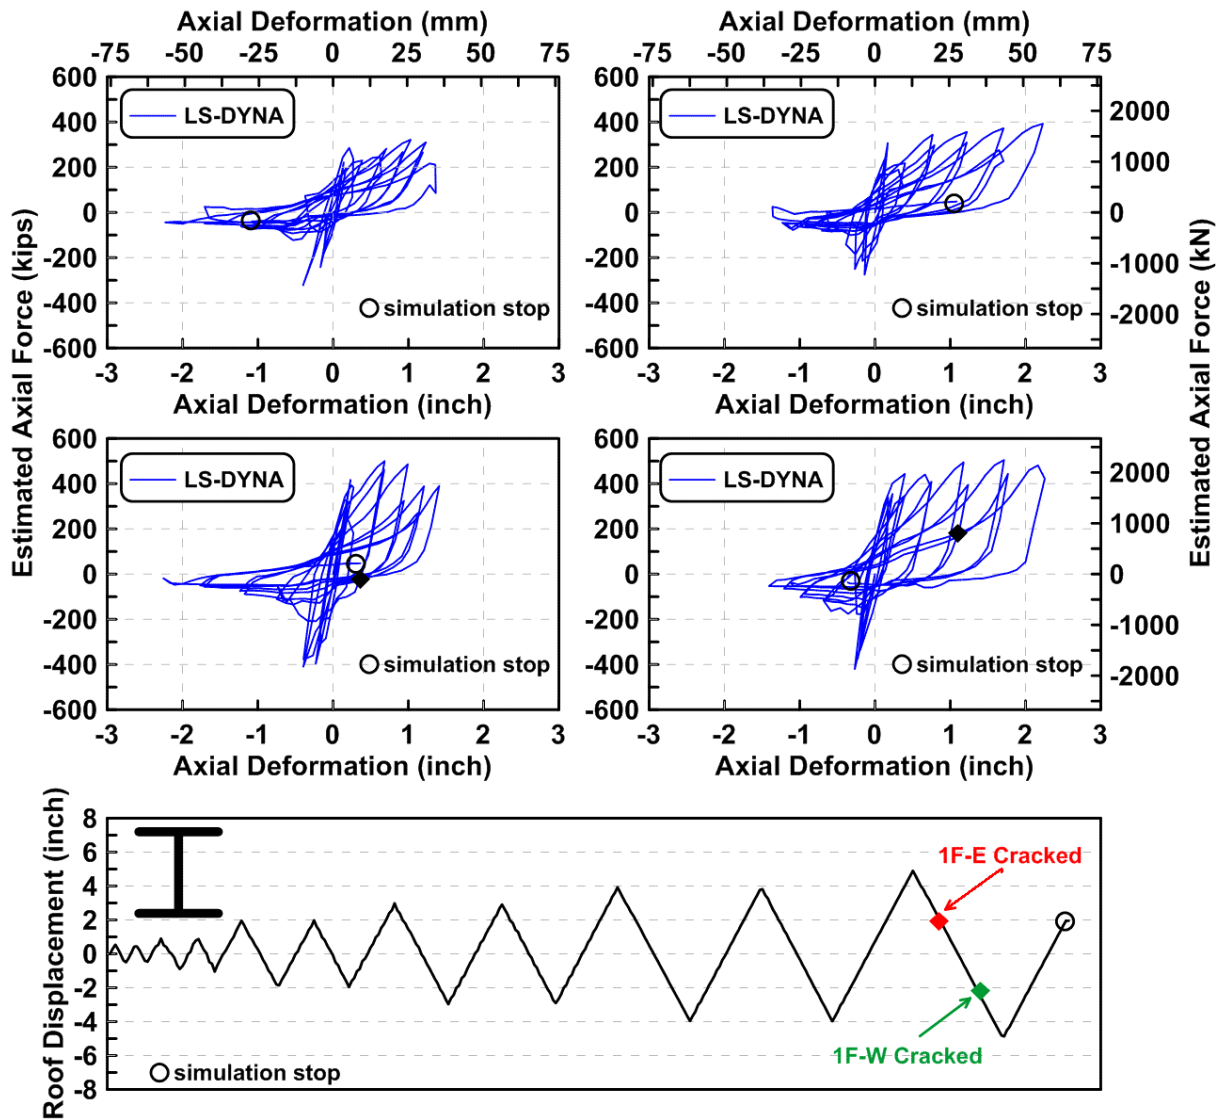 Axial Deformation (mm) Axial Deformation (mm)
-75 -50 -25 0 25 50 75 -75 -50 -25 0 25 50 75
600 600
400 400
200 200
0 0
-200 -200
-400 -400
-600 -600
2000
1000
0
-1000
-2000
LS-DYNA LS-DYNA
simulation stop simulation stop
-3 -2 -1 0 1 2 3 -3 -2 -1 0 1 2 3
Axial Deformation (inch) Axial Deformation (inch)
Estimated Axial Force (kips)
Estimated Axial Force (kN)
600 600
400 400
200 200
0 0
-200 -200
-400 -400
-600 -600
2000
1000
0
-1000
-2000
LS-DYNA LS-DYNA
simulation stop simulation stop
-3 -2 -1 0 1 2 3 -3 -2 -1 0 1 2 3
Axial Deformation (inch) Axial Deformation (inch)
Roof Displacement (inch)
8
6
4
2
0
-2
-4
-6
-8
1F-E Cracked
1F-W Cracked
simulation stop